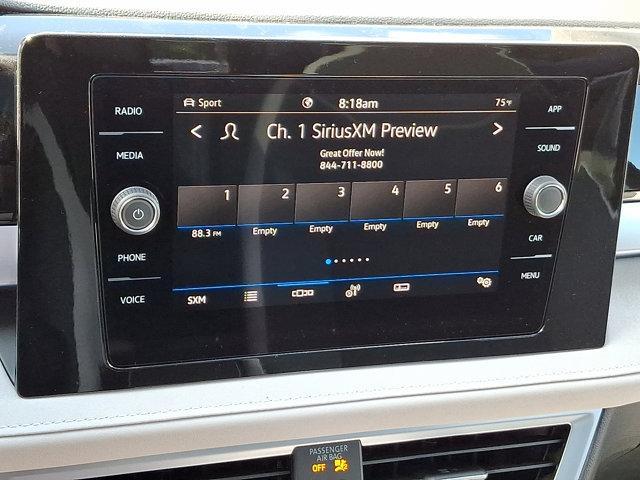 RADIO
MEDIA
PHONE
VOICE
Sport 8:18am 75°F
< Ch. 1 SiriusXM Preview >
Great Offer Now!
844-711-8800
1 2 3 4 5 6
88.3 FM Empty Empty Empty Empty Empty
SXM
APP
SOUND
CAR
MENU
PASSENGER
AIR BAG
OFF 2